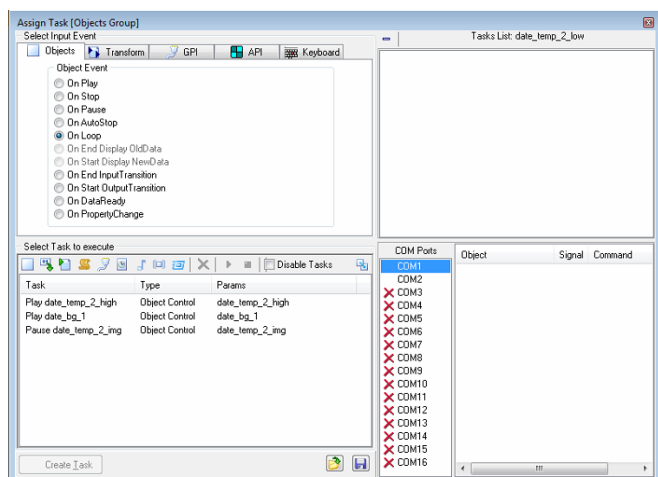 Assign Task [Objects Group]
Select Input Event
Objects Transform GPI API Keyboard
Object Event
On Play
On Stop
On Pause
On AutoStop
On Loop
On End Display OldData
On Start Display NewData
On End InputTransition
On Start OutputTransition
On DataReady
On PropertyChange
Tasks List: date_temp_2_low
Select Task to execute
Disable Tasks
Task Type Params
Play date_temp_2_high Object Control date_temp_2_high
Play date_bg_1 Object Control date_bg_1
Pause date_temp_2_img Object Control date_temp_2_img
Create Task
COM Ports
COM1
COM2
COM3
COM4
COM5
COM6
COM7
COM8
COM9
COM10
COM11
COM12
COM13
COM14
COM15
COM16
Object Signal Command